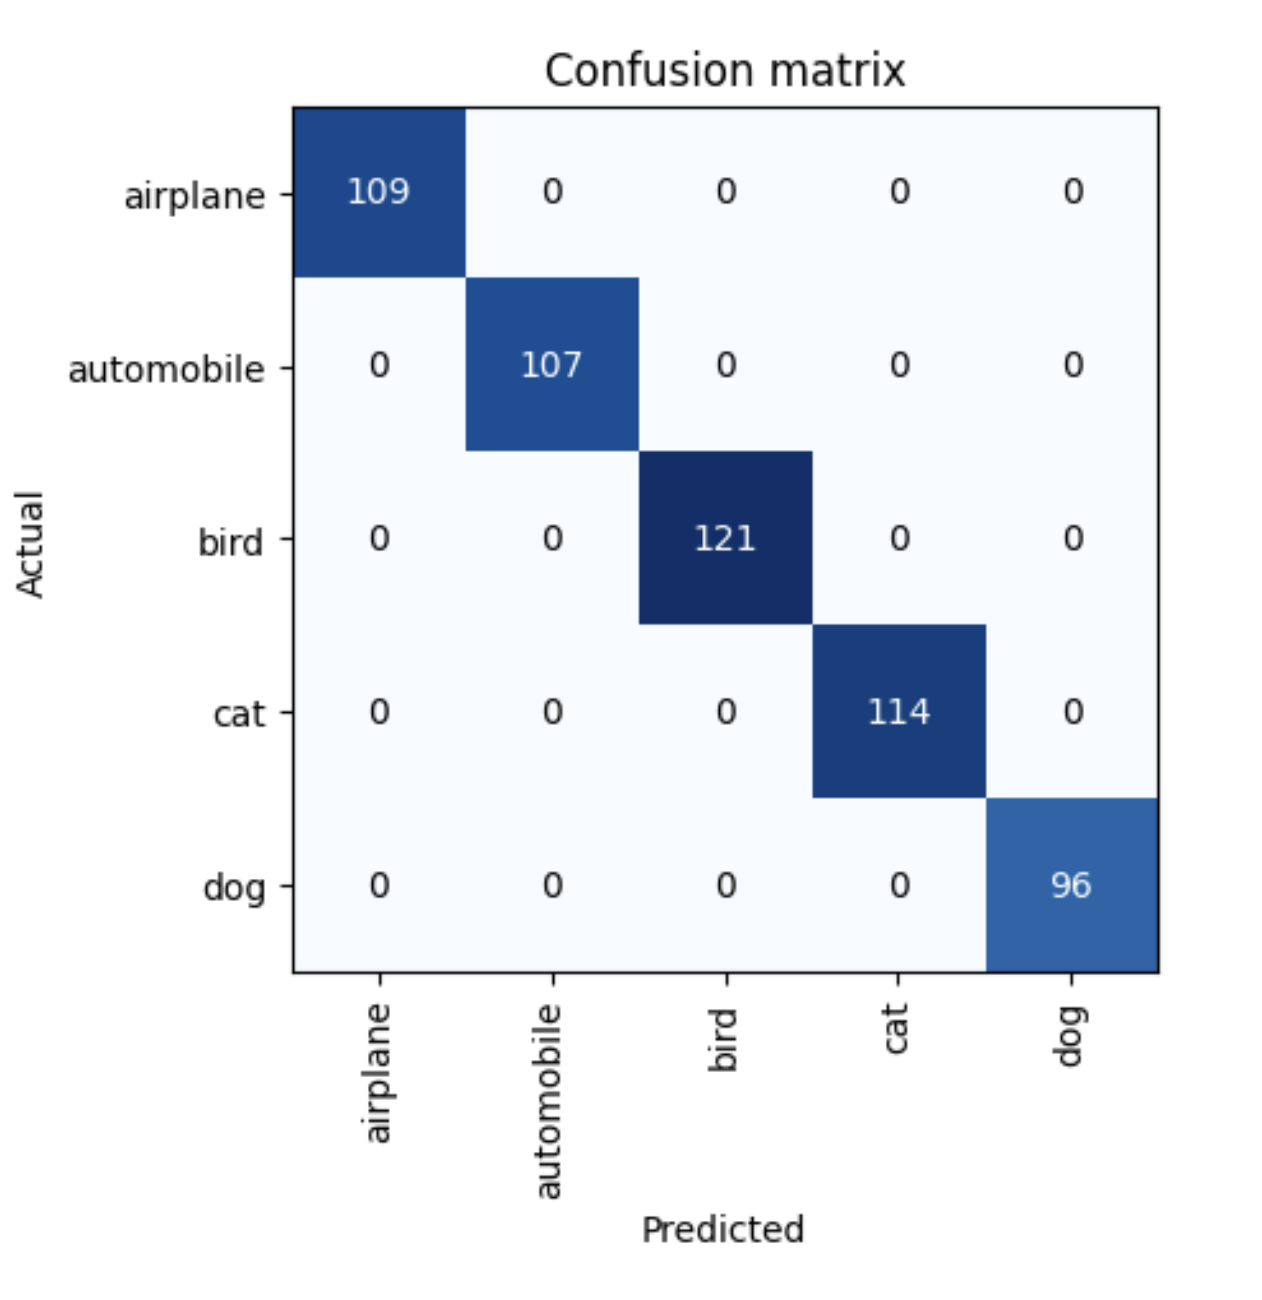 Confusion matrix
airplane 109 0 0 0 0
automobile 0 107 0 0 0
bird 0 0 121 0 0
cat 0 0 0 114 0
dog 0 0 0 0 96
Actual
airplane automobile bird cat dog
Predicted